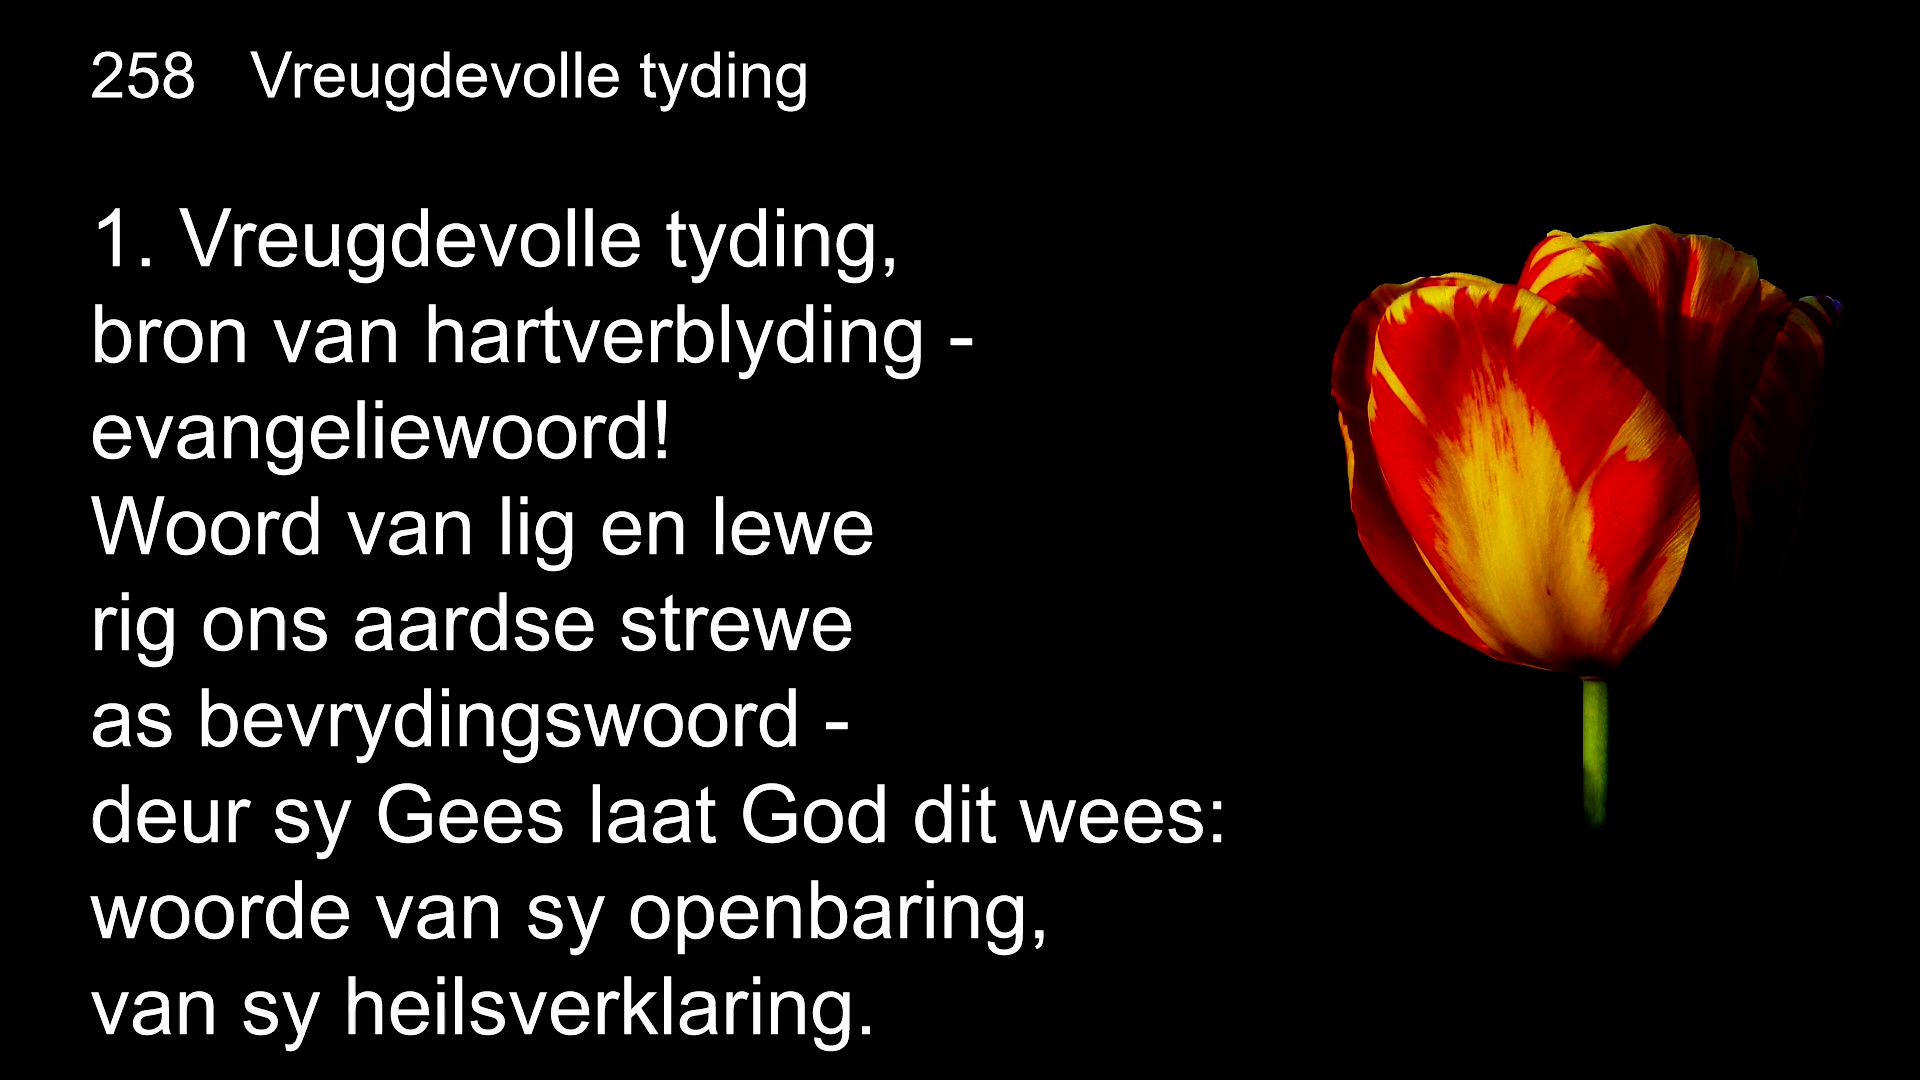 258 Vreugdevolle tyding
1. Vreugdevolle tyding,
bron van hartverblyding -
evangeliewoord!
Woord van lig en lewe
rig ons aardse strewe
as bevrydingswoord -
deur sy Gees laat God dit wees:
woorde van sy openbaring,
van sy heilsverklaring.